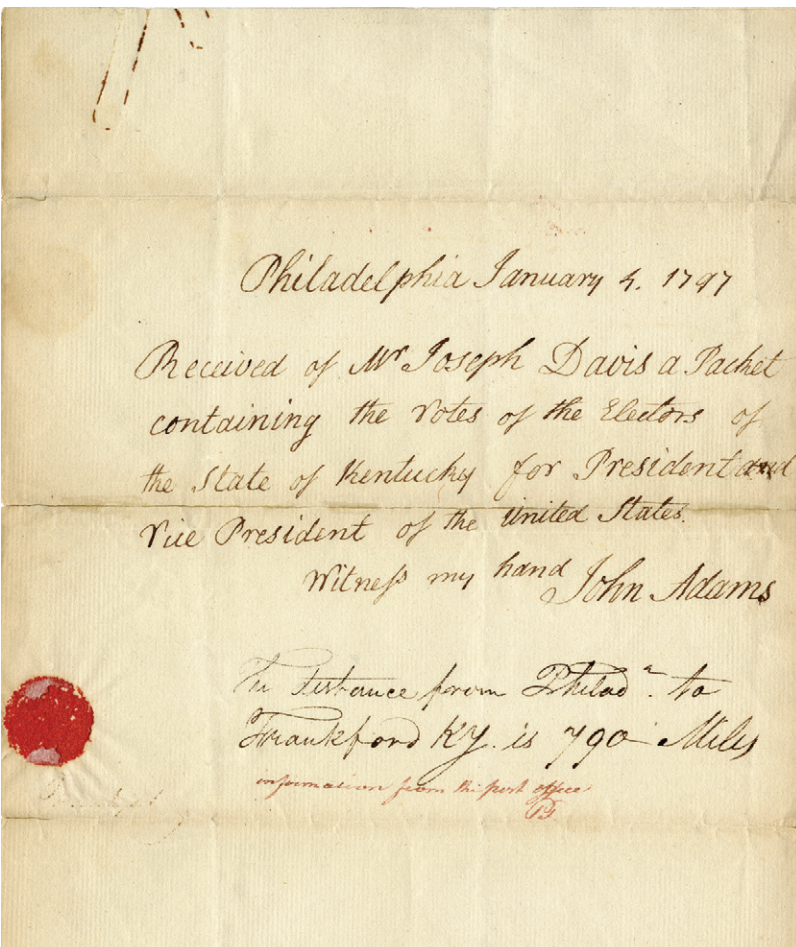 Philadelphia January 4. 1797
Received of Mr Joseph Davis a Packet
containing the Votes of the Electors of
the State of Kentucky for President and
Vice President of the United States.
Witness my hand John Adams
The Distance from Philada. to
Frankford KY. is 790 Miles
information from the post office